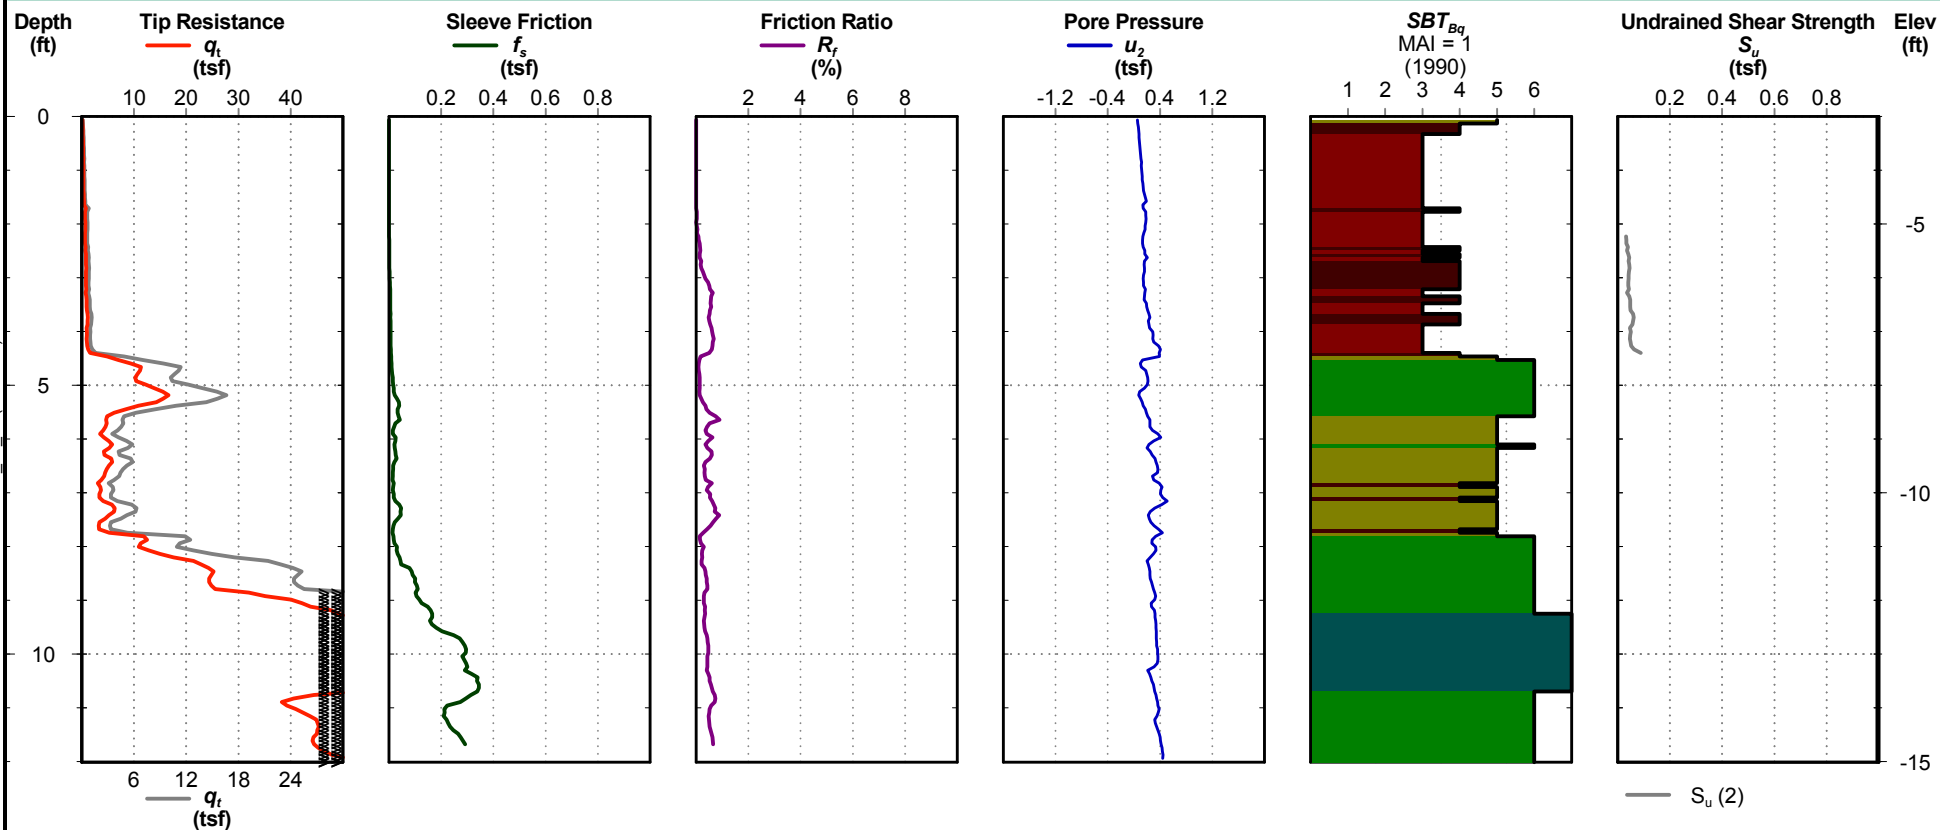 Depth
(ft)
Tip Resistance
qt
(tsf)
Sleeve Friction
fs
(tsf)
Friction Ratio
Rf
(%)
Pore Pressure
u2
(tsf)
SBTBq
MAI = 1
(1990)
Undrained Shear Strength
Su
(tsf)
Elev
(ft)
10 20 30 40
0.2 0.4 0.6 0.8
2 4 6 8
-1.2 -0.4 0.4 1.2
1 2 3 4 5 6
0.2 0.4 0.6 0.8
0
-5
5
-10
10
-15
6 12 18 24
qt
(tsf)
Su (2)